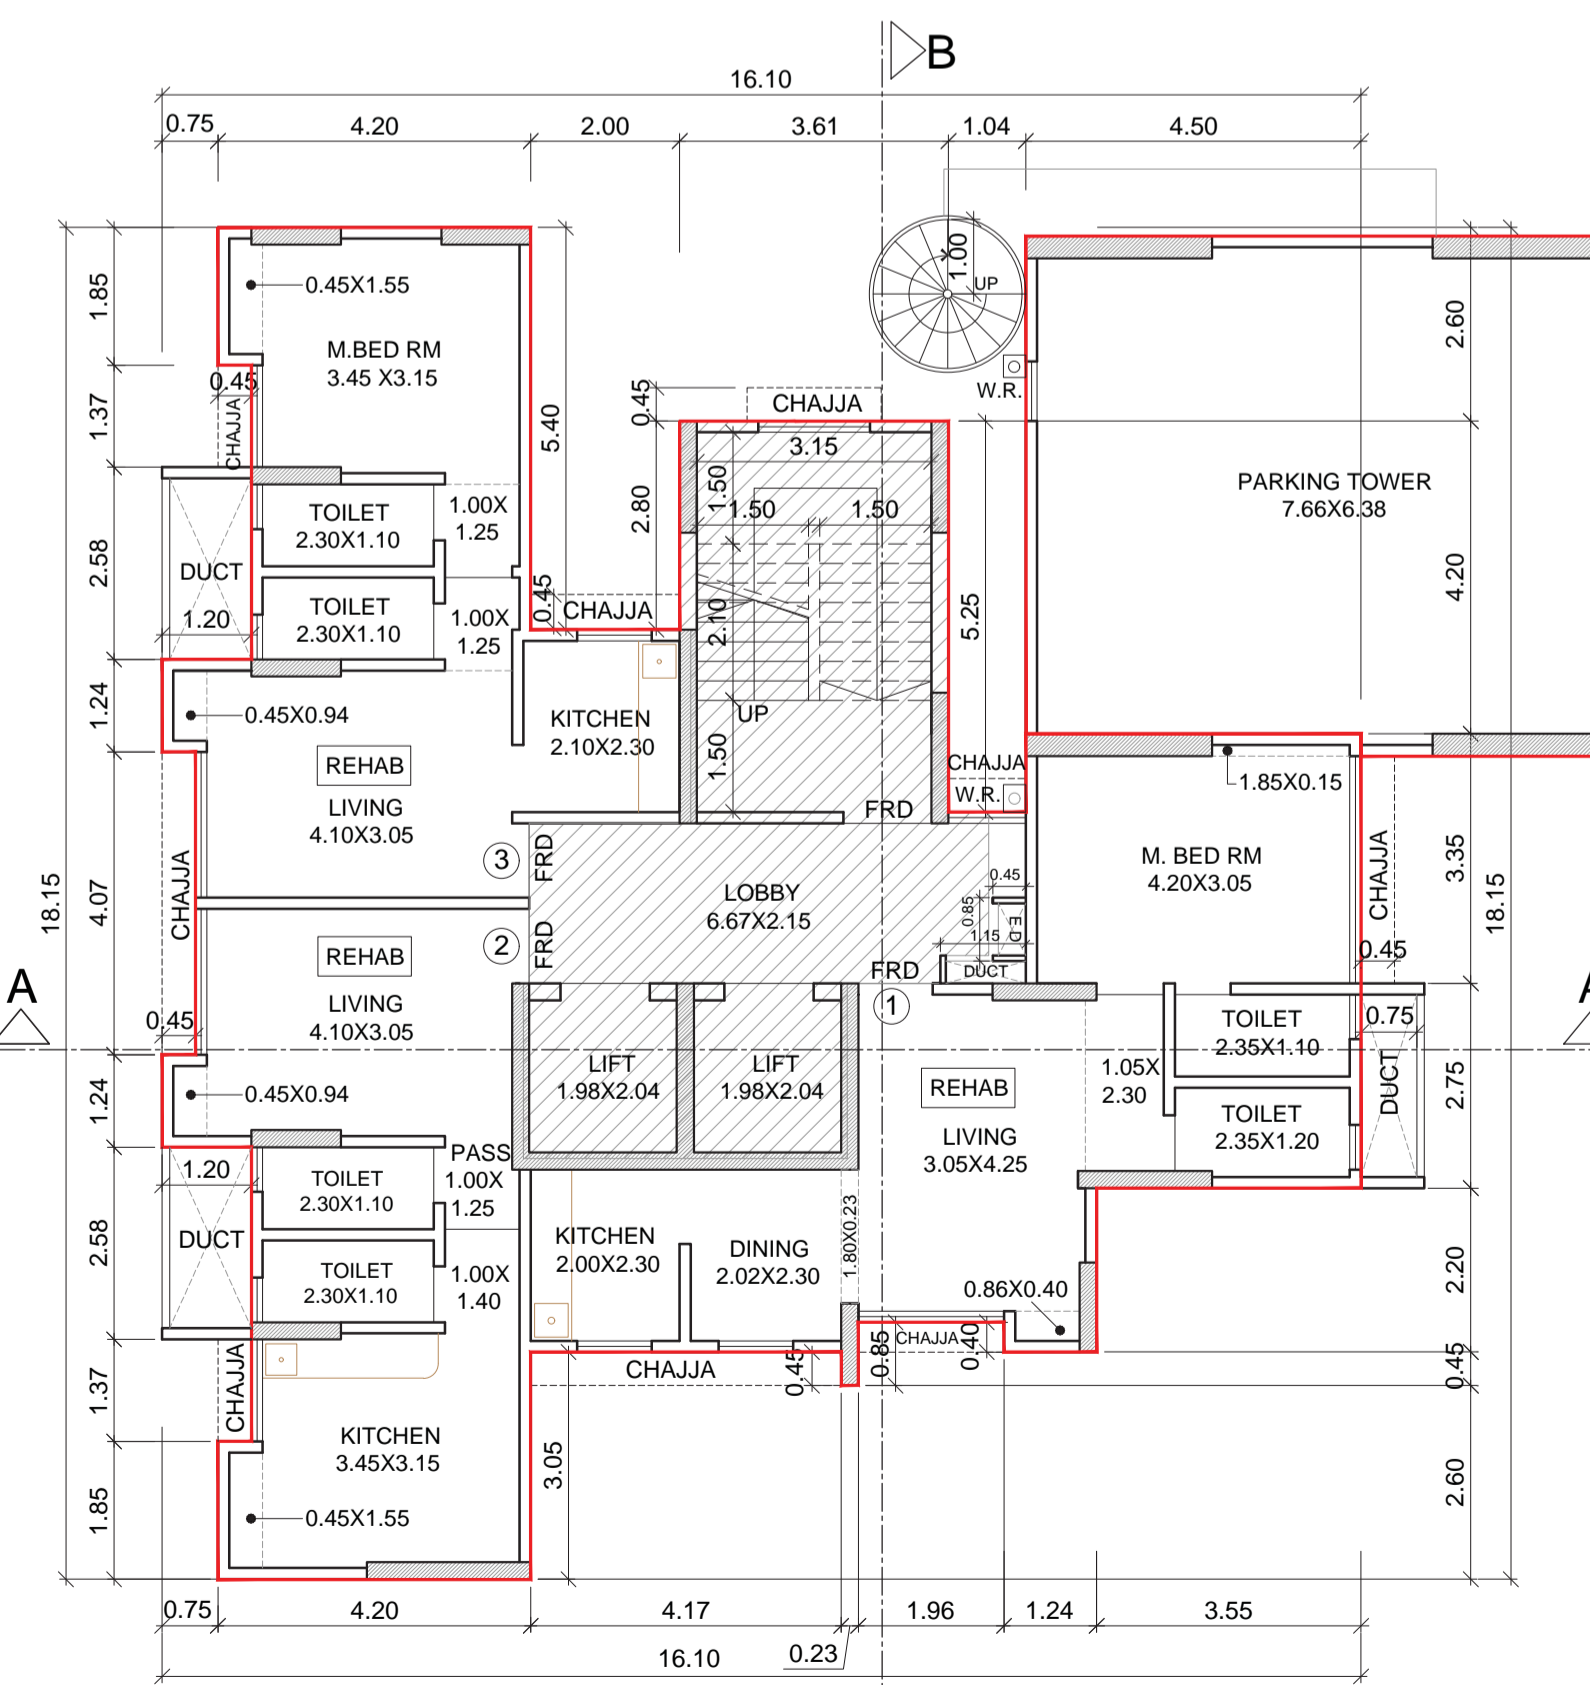 B
16.10
0.75
4.20
2.00
3.61
1.04
4.50
1.85
1.37
2.58
1.24
4.07
1.24
2.58
1.37
1.85
18.15
0.45X1.55
M.BED RM
3.45 X3.15
0.45
CHAJJA
5.40
0.45
2.80
CHAJJA
3.15
1.50
1.50
1.50
2.10
1.50
UP
1.00
UP
W.R.
5.25
PARKING TOWER
7.66X6.38
2.60
4.20
3.35
18.15
2.75
2.20
0.45
2.60
TOILET
2.30X1.10
1.00X
1.25
DUCT
1.20
TOILET
2.30X1.10
1.00X
1.25
0.45
CHAJJA
0.45X0.94
KITCHEN
2.10X2.30
REHAB
LIVING
4.10X3.05
CHAJJA
W.R.
FRD
1.85X0.15
M. BED RM
4.20X3.05
CHAJJA
0.45
3
FRD
LOBBY
6.67X2.15
0.45
0.85
E.D
1.15
DUCT
CHAJJA
2
FRD
REHAB
LIVING
4.10X3.05
FRD
1
A
A
0.45
LIFT
1.98X2.04
LIFT
1.98X2.04
REHAB
LIVING
3.05X4.25
TOILET
2.35X1.10
0.75
1.05X
2.30
DUCT
TOILET
2.35X1.20
0.45X0.94
1.20
TOILET
2.30X1.10
PASS
1.00X
1.25
DUCT
TOILET
2.30X1.10
1.00X
1.40
KITCHEN
2.00X2.30
DINING
2.02X2.30
1.80X0.23
0.86X0.40
CHAJJA
0.40
0.85
CHAJJA
0.45
CHAJJA
KITCHEN
3.45X3.15
0.45X1.55
3.05
0.75
4.20
4.17
1.96
1.24
3.55
0.23
16.10